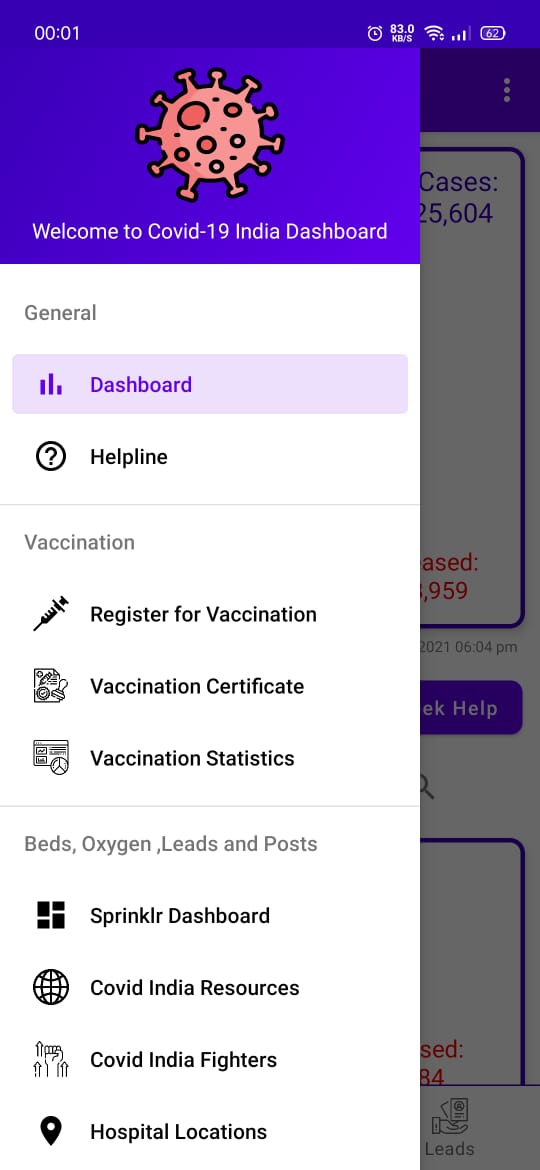 00:01
83.0
KB/S
62
Welcome to Covid-19 India Dashboard
Cases:
25,604
General
Dashboard
Helpline
Vaccination
ased:
,959
Register for Vaccination
2021 06:04 pm
Vaccination Certificate
ek Help
Vaccination Statistics
Beds, Oxygen ,Leads and Posts
Sprinklr Dashboard
Covid India Resources
Covid India Fighters
sed:
84
Hospital Locations
Leads